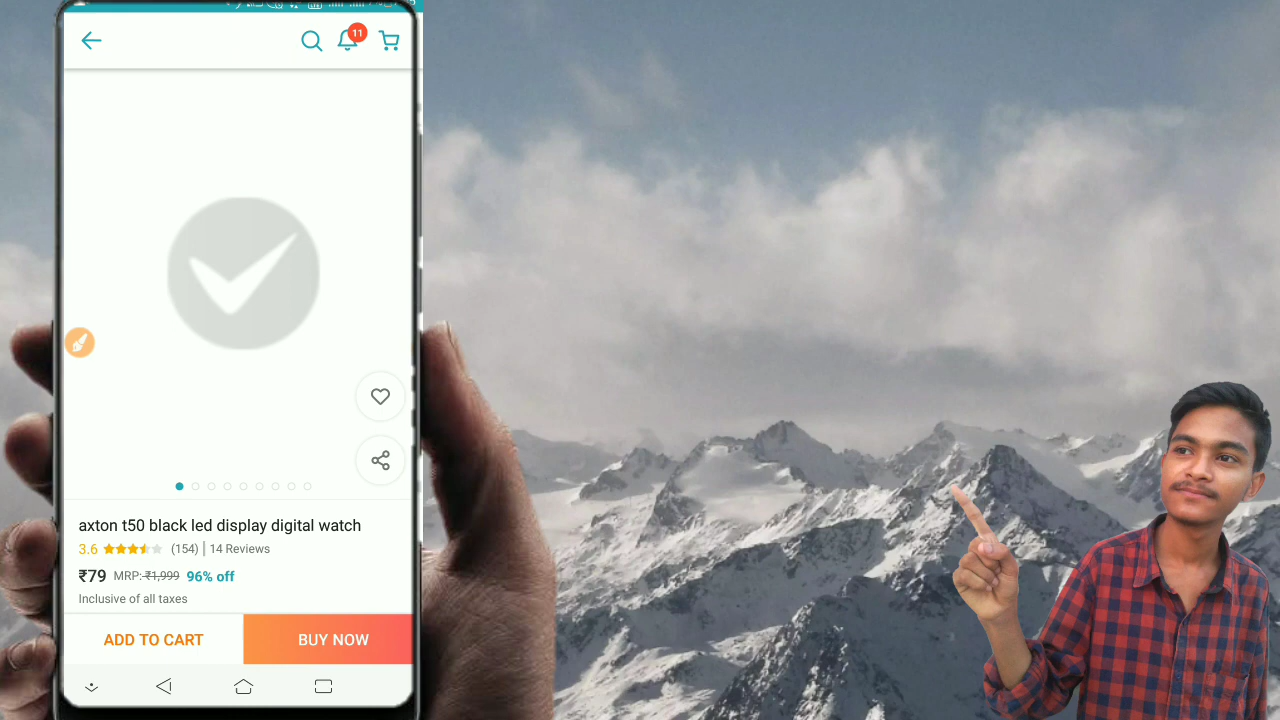 11
axton t50 black led display digital watch
3.6 (154) | 14 Reviews
₹79 MRP: ₹1,999 96% off
Inclusive of all taxes
ADD TO CART BUY NOW